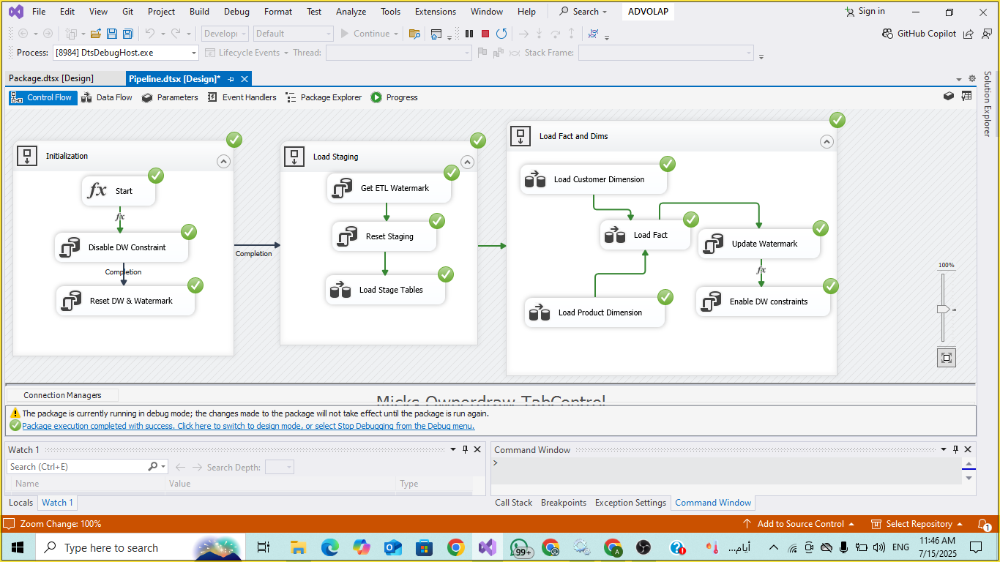 File Edit View Git Project Build Debug Format Test Analyze Tools Extensions Window Help Search ADVOLAP Sign in
Developi Default Continue GitHub Copilot
Process: [8984] DtsDebugHost.exe Lifecycle Events Thread: Stack Frame:
Package.dtsx [Design] Pipeline.dtsx [Design]*
Control Flow Data Flow Parameters Event Handlers Package Explorer Progress
Solution Explorer
Initialization
fx Start
fx
Disable DW Constraint
Completion
Reset DW & Watermark
Completion
Load Staging
Get ETL Watermark
Reset Staging
Load Stage Tables
Load Fact and Dims
Load Customer Dimension
Load Fact
Update Watermark
fx
Enable DW constraints
Load Product Dimension
100%
Connection Managers
Micks Ownerdraw TabControl
The package is currently running in debug mode; the changes made to the package will not take effect until the package is run again.
Package execution completed with success. Click here to switch to design mode, or select Stop Debugging from the Debug menu.
Watch 1
Search (Ctrl+E) Search Depth:
Name Value Type
Locals Watch 1
Command Window
>
Call Stack Breakpoints Exception Settings Command Window
Zoom Change: 100% Add to Source Control Select Repository 1
Type here to search 99+ A أيام... ENG 11:46 AM
7/15/2025